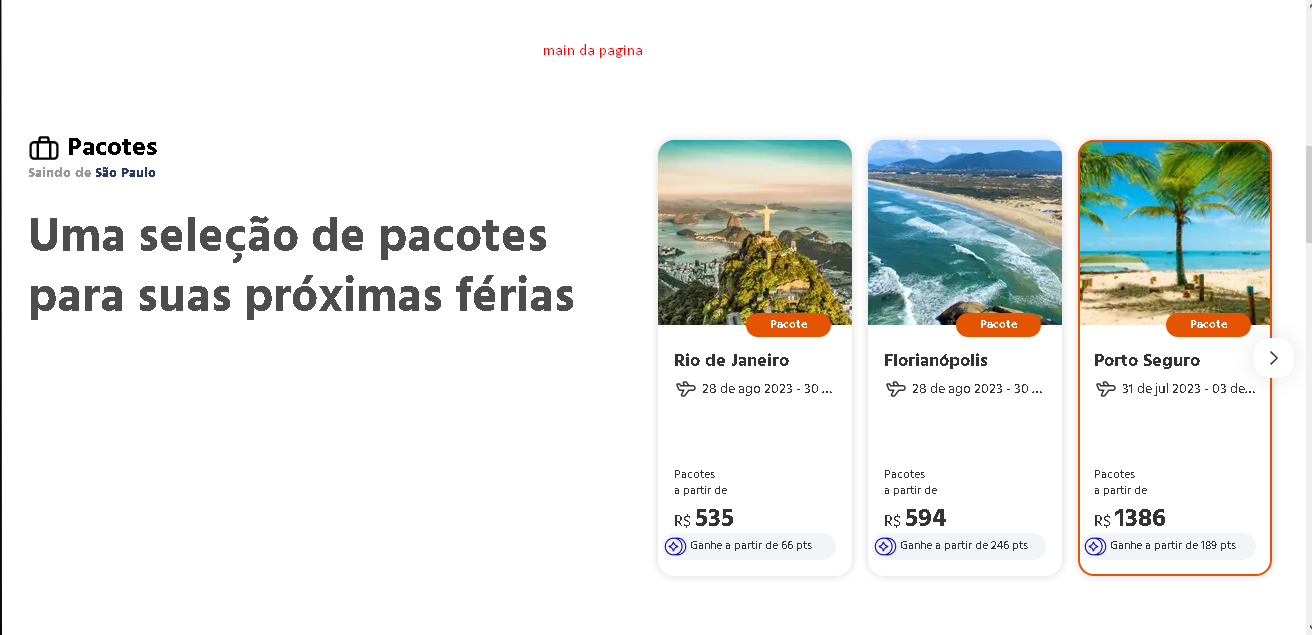 main da pagina
Pacotes
Saindo de São Paulo
Uma seleção de pacotes
para suas próximas férias
Pacote
Rio de Janeiro
28 de ago 2023 - 30 ...
Pacotes
a partir de
R$ 535
Ganhe a partir de 66 pts
Pacote
Florianópolis
28 de ago 2023 - 30 ...
Pacotes
a partir de
R$ 594
Ganhe a partir de 246 pts
Pacote
Porto Seguro
31 de jul 2023 - 03 de...
Pacotes
a partir de
R$ 1386
Ganhe a partir de 189 pts